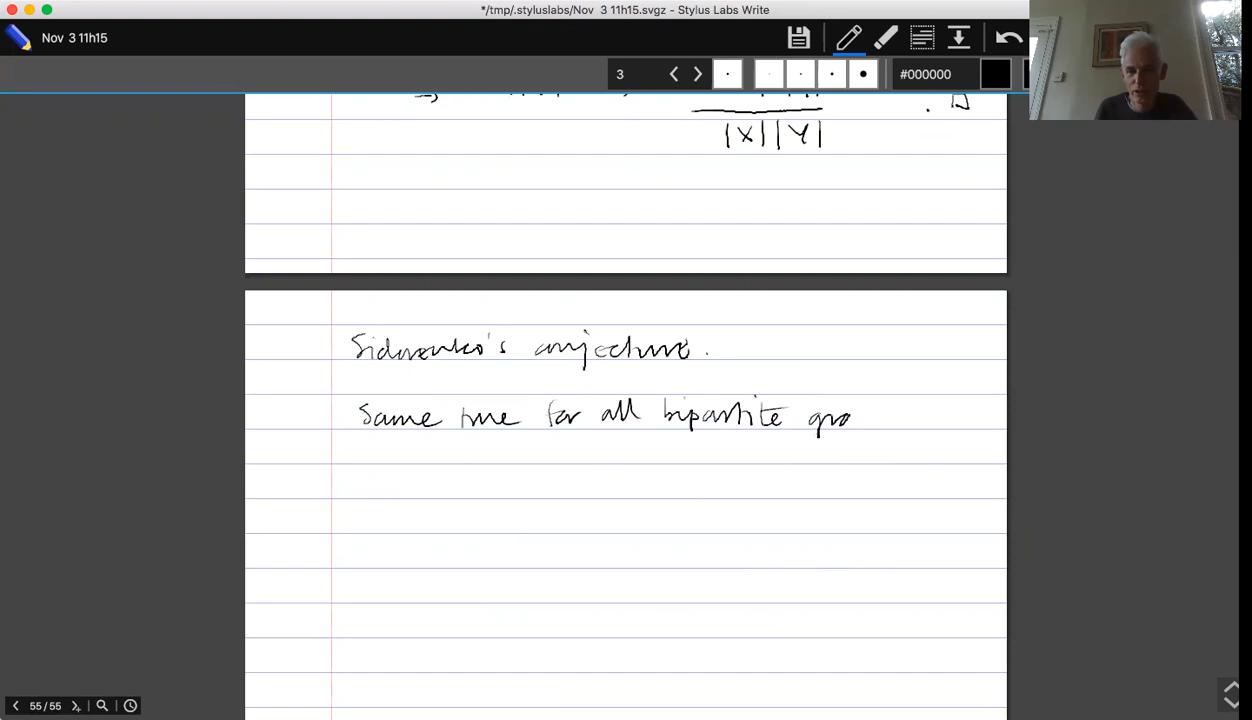 */tmp/.styluslabs/Nov 3 11h15.svgz - Stylus Labs Write
Nov 3 11h15
3
#000000
|X||Y|
Sidorenko's conjecture.
Same true for all bipartite gra
55/55